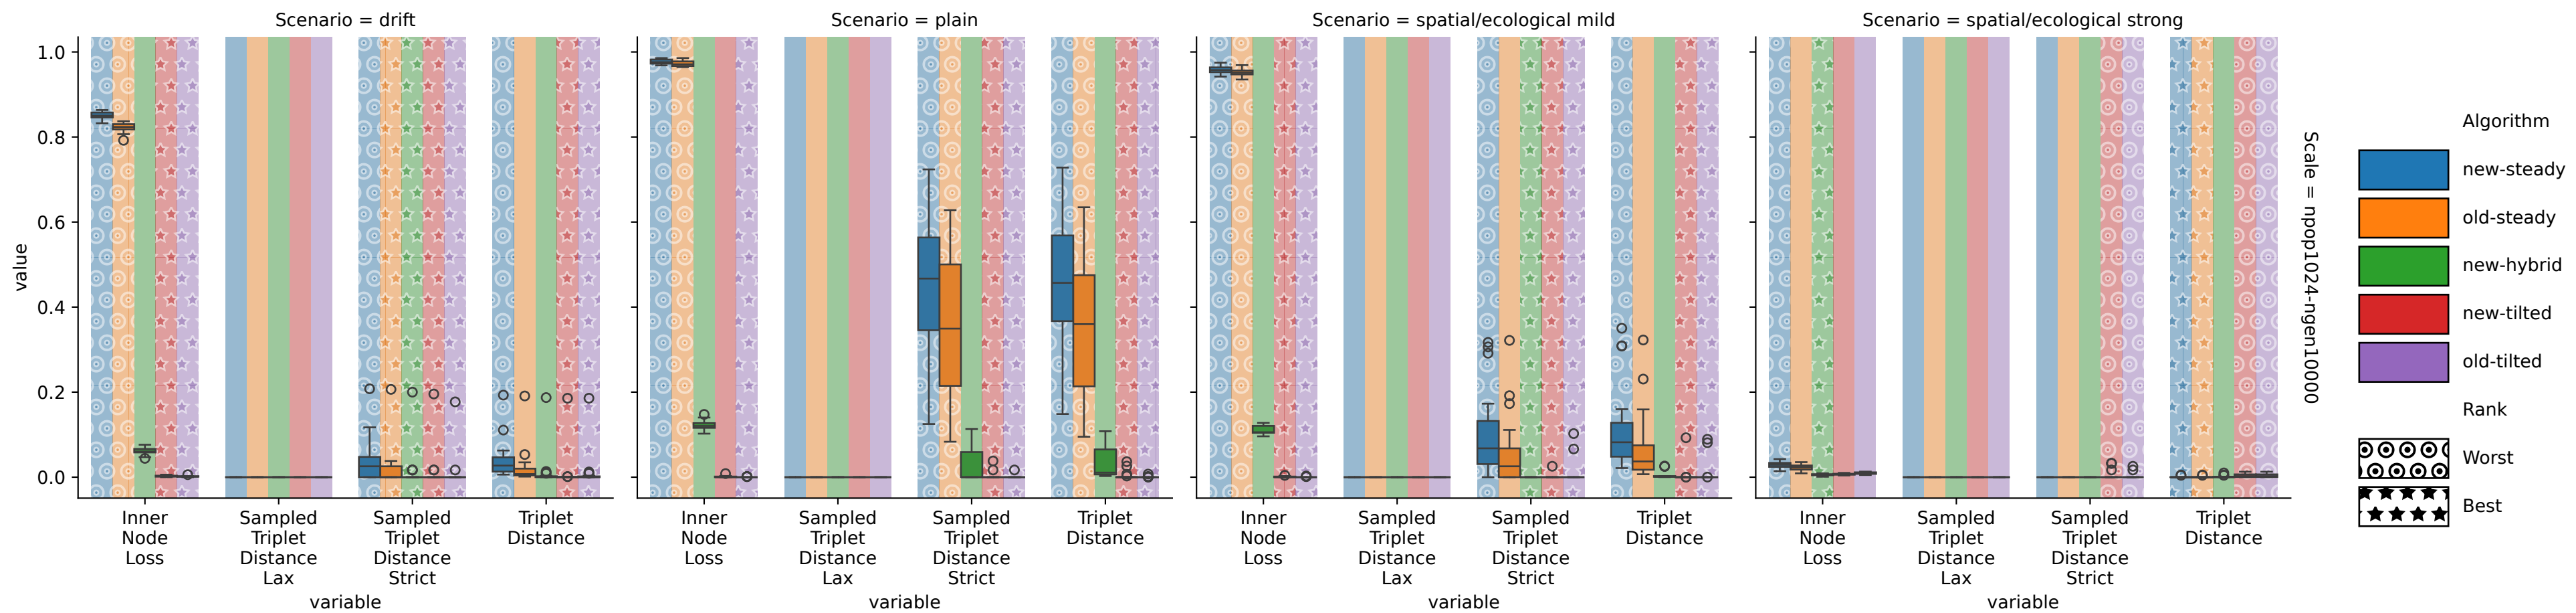 Scenario = drift
Scenario = plain
Scenario = spatial/ecological mild
Scenario = spatial/ecological strong
value
1.0
0.8
0.6
0.4
0.2
0.0
Inner
Node
Loss
Sampled
Triplet
Distance
Lax
Sampled
Triplet
Distance
Strict
Triplet
Distance
variable
Inner
Node
Loss
Sampled
Triplet
Distance
Lax
Sampled
Triplet
Distance
Strict
Triplet
Distance
variable
Inner
Node
Loss
Sampled
Triplet
Distance
Lax
Sampled
Triplet
Distance
Strict
Triplet
Distance
variable
Inner
Node
Loss
Sampled
Triplet
Distance
Lax
Sampled
Triplet
Distance
Strict
Triplet
Distance
variable
Scale = npop1024-ngen10000
Algorithm
new-steady
old-steady
new-hybrid
new-tilted
old-tilted
Rank
Worst
Best